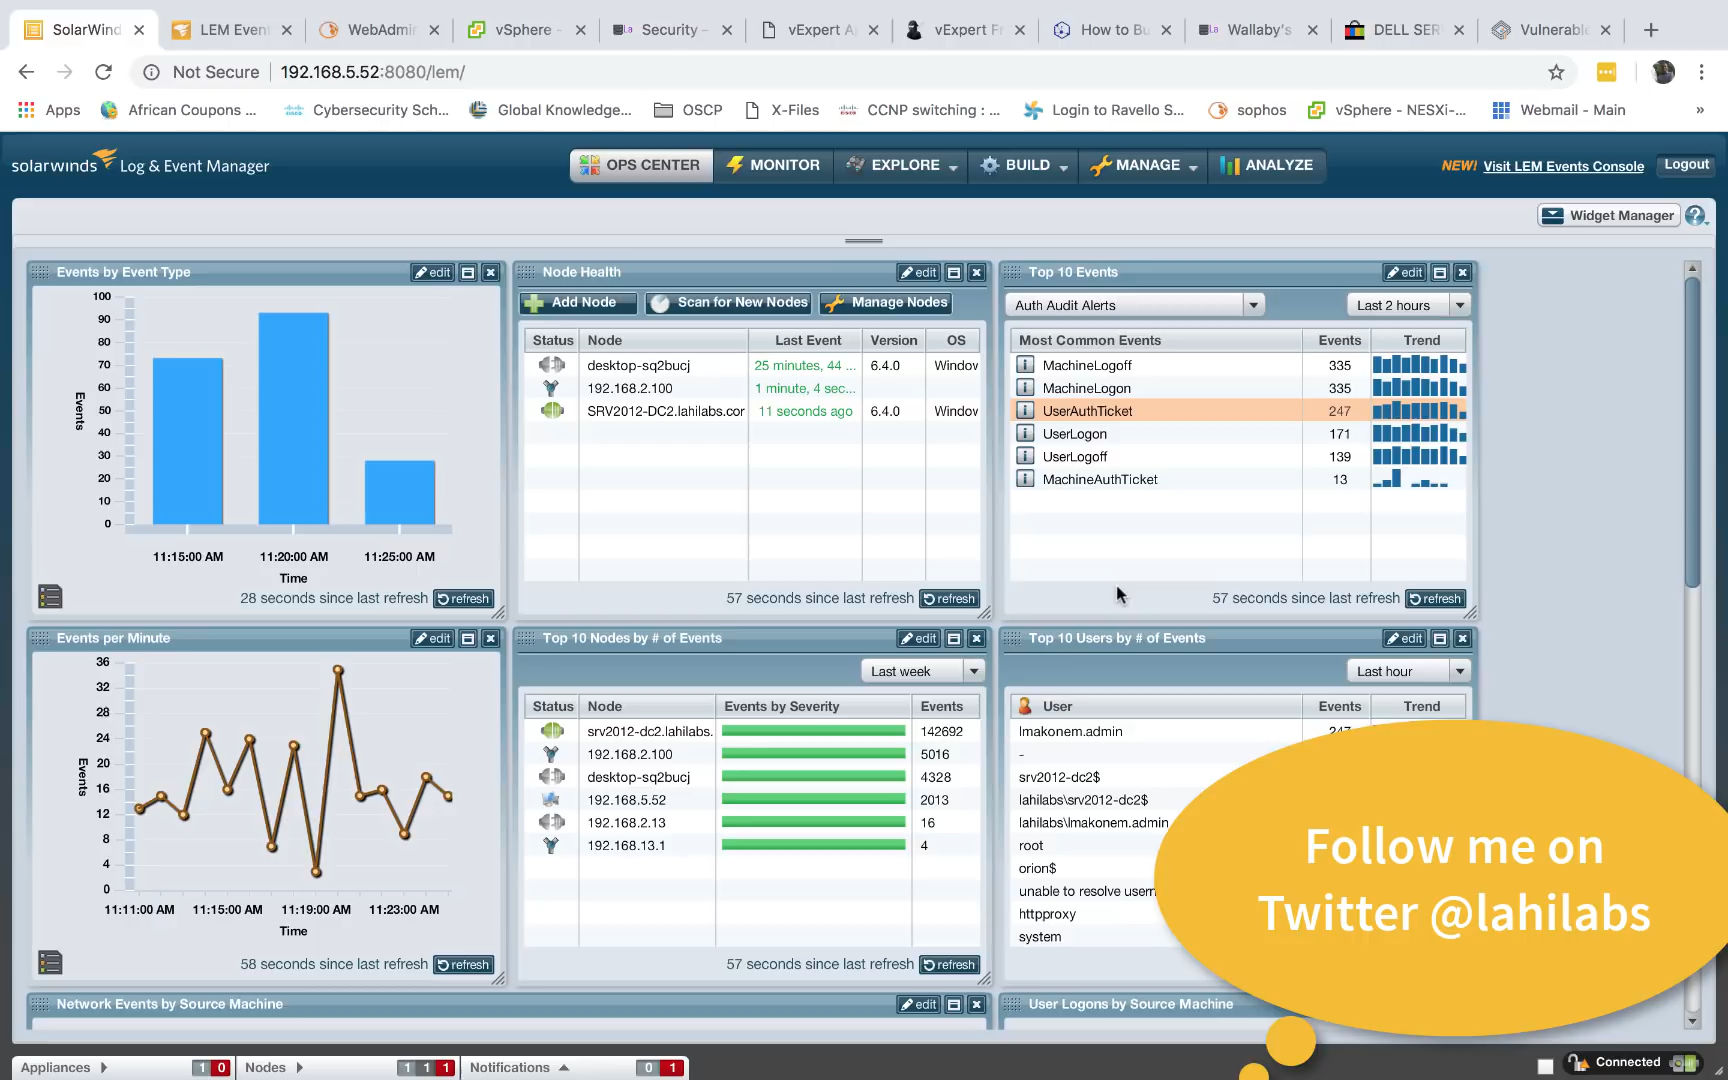 SolarWind
LEM Even
WebAdmi
vSphere -
Security -
vExpert A
vExpert F
How to Bu
Wallaby's
DELL SER
Vulnerabl
Not Secure
192.168.5.52:8080/lem/
Apps
African Coupons ...
Cybersecurity Sch...
Global Knowledge...
OSCP
X-Files
CCNP switching : ...
Login to Ravello S...
sophos
vSphere - NESXi-...
Webmail - Main
»
solarwinds Log & Event Manager
OPS CENTER
MONITOR
EXPLORE
BUILD
MANAGE
ANALYZE
NEW! Visit LEM Events Console
Logout
Widget Manager
Events by Event Type
edit
100
90
80
70
60
50
40
30
20
10
0
Events
11:15:00 AM
11:20:00 AM
11:25:00 AM
Time
28 seconds since last refresh
refresh
Node Health
edit
Add Node
Scan for New Nodes
Manage Nodes
Status Node Last Event Version OS
desktop-sq2bucj 25 minutes, 44 ... 6.4.0 Window
192.168.2.100 1 minute, 4 sec...
SRV2012-DC2.lahilabs.cor 11 seconds ago 6.4.0 Window
57 seconds since last refresh
refresh
Top 10 Events
edit
Auth Audit Alerts
Last 2 hours
Most Common Events Events Trend
MachineLogoff 335
MachineLogon 335
UserAuthTicket 247
UserLogon 171
UserLogoff 139
MachineAuthTicket 13
57 seconds since last refresh
refresh
Events per Minute
edit
36
32
28
24
20
16
12
8
4
0
Events
11:11:00 AM
11:15:00 AM
11:19:00 AM
11:23:00 AM
Time
58 seconds since last refresh
refresh
Top 10 Nodes by # of Events
edit
Last week
Status Node Events by Severity Events
srv2012-dc2.lahilabs. 142692
192.168.2.100 5016
desktop-sq2bucj 4328
192.168.5.52 2013
192.168.2.13 16
192.168.13.1 4
57 seconds since last refresh
refresh
Top 10 Users by # of Events
edit
Last hour
User Events Trend
lmakonem.admin 247
-
srv2012-dc2$
lahilabs\srv2012-dc2$
lahilabs\lmakonem.admin
root
orion$
unable to resolve usern
httpproxy
system
Follow me on
Twitter @lahilabs
Network Events by Source Machine
edit
User Logons by Source Machine
Appliances
1 0
Nodes
1 1 1
Notifications
0 1
Connected